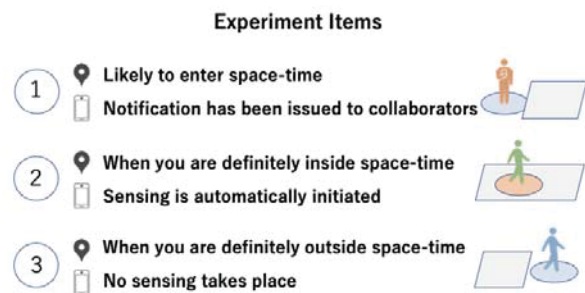 Experiment Items
1
Likely to enter space-time
Notification has been issued to collaborators
2
When you are definitely inside space-time
Sensing is automatically initiated
3
When you are definitely outside space-time
No sensing takes place